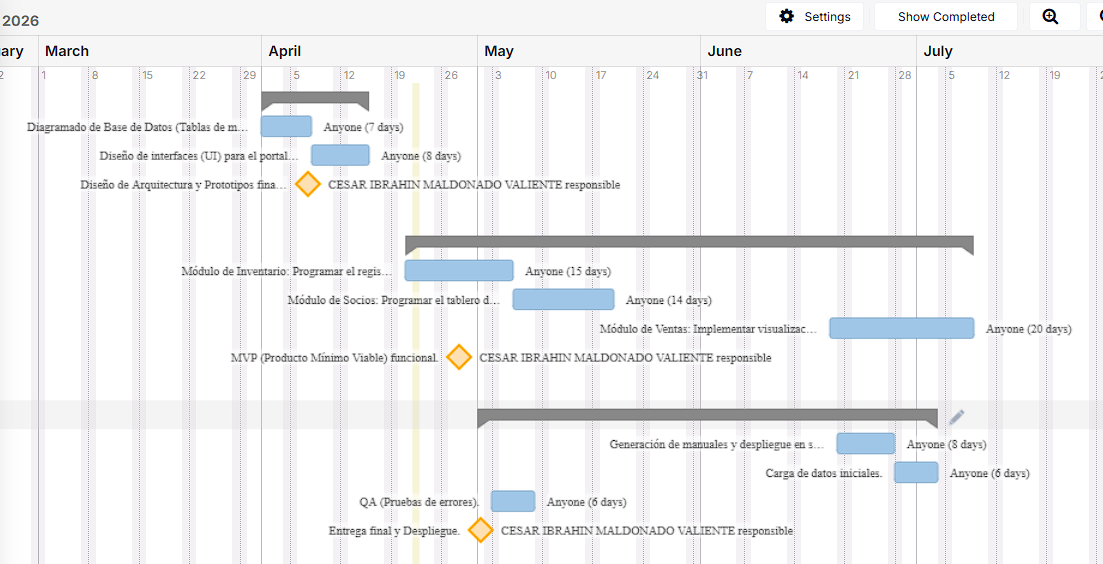 2026
Settings
Show Completed
ary March April May June July
2 1 8 15 22 29 5 12 19 26 3 10 17 24 31 7 14 21 28 5 12 19
Diagramado de Base de Datos (Tablas de m... Anyone (7 days)
Diseño de interfaces (UI) para el portal... Anyone (8 days)
Diseño de Arquitectura y Prototipos fina... CESAR IBRAHIN MALDONADO VALIENTE responsible
Módulo de Inventario: Programar el regis... Anyone (15 days)
Módulo de Socios: Programar el tablero d... Anyone (14 days)
Módulo de Ventas: Implementar visualizac... Anyone (20 days)
MVP (Producto Mínimo Viable) funcional. CESAR IBRAHIN MALDONADO VALIENTE responsible
Generación de manuales y despliegue en s... Anyone (8 days)
Carga de datos iniciales. Anyone (6 days)
QA (Pruebas de errores). Anyone (6 days)
Entrega final y Despliegue. CESAR IBRAHIN MALDONADO VALIENTE responsible